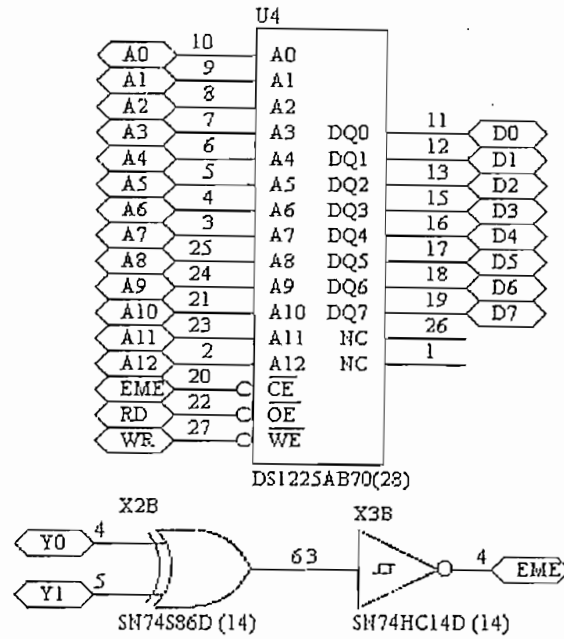 U4
A0 10 A0
A1 9 A1
A2 8 A2
A3 7 A3 DQ0 11 D0
A4 6 A4 DQ1 12 D1
A5 5 A5 DQ2 13 D2
A6 4 A6 DQ3 15 D3
A7 3 A7 DQ4 16 D4
A8 25 A8 DQ5 17 D5
A9 24 A9 DQ6 18 D6
A10 21 A10 DQ7 19 D7
A11 23 A11 NC 26
A12 2 A12 NC 1
EME 20 CE
RD 22 OE
WR 27 WE
DS1225AB70(28)
X2B X3B
Y0 4
63 4 EME
Y1 5
SN74S86D (14) SN74HC14D (14)